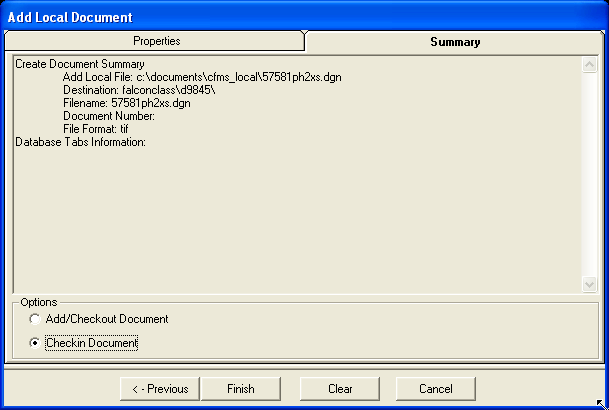 Add Local Document
Properties
Summary
Create Document Summary
Add Local File: c:\documents\cfms_local\57581ph2xs.dgn
Destination: falconclass\d9845\
Filename: 57581ph2xs.dgn
Document Number:
File Format: tif
Database Tabs Information:
Options
Add/Checkout Document
Checkin Document
< - Previous
Finish
Clear
Cancel